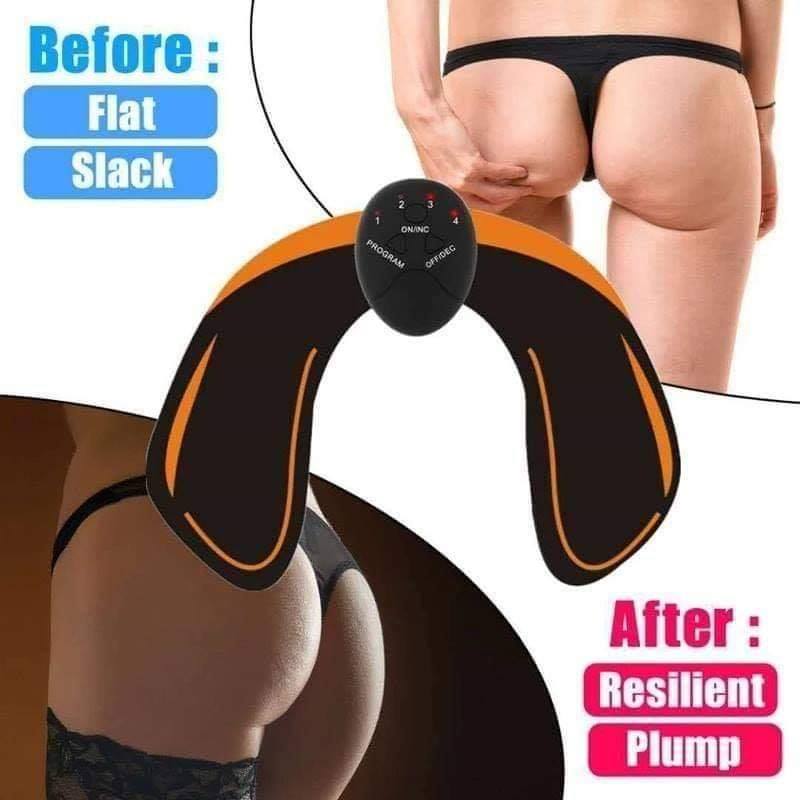 Before :
Flat
Slack
1 2 3 4
ON/INC
PROGRAM
OFF/DEC
After :
Resilient
Plump